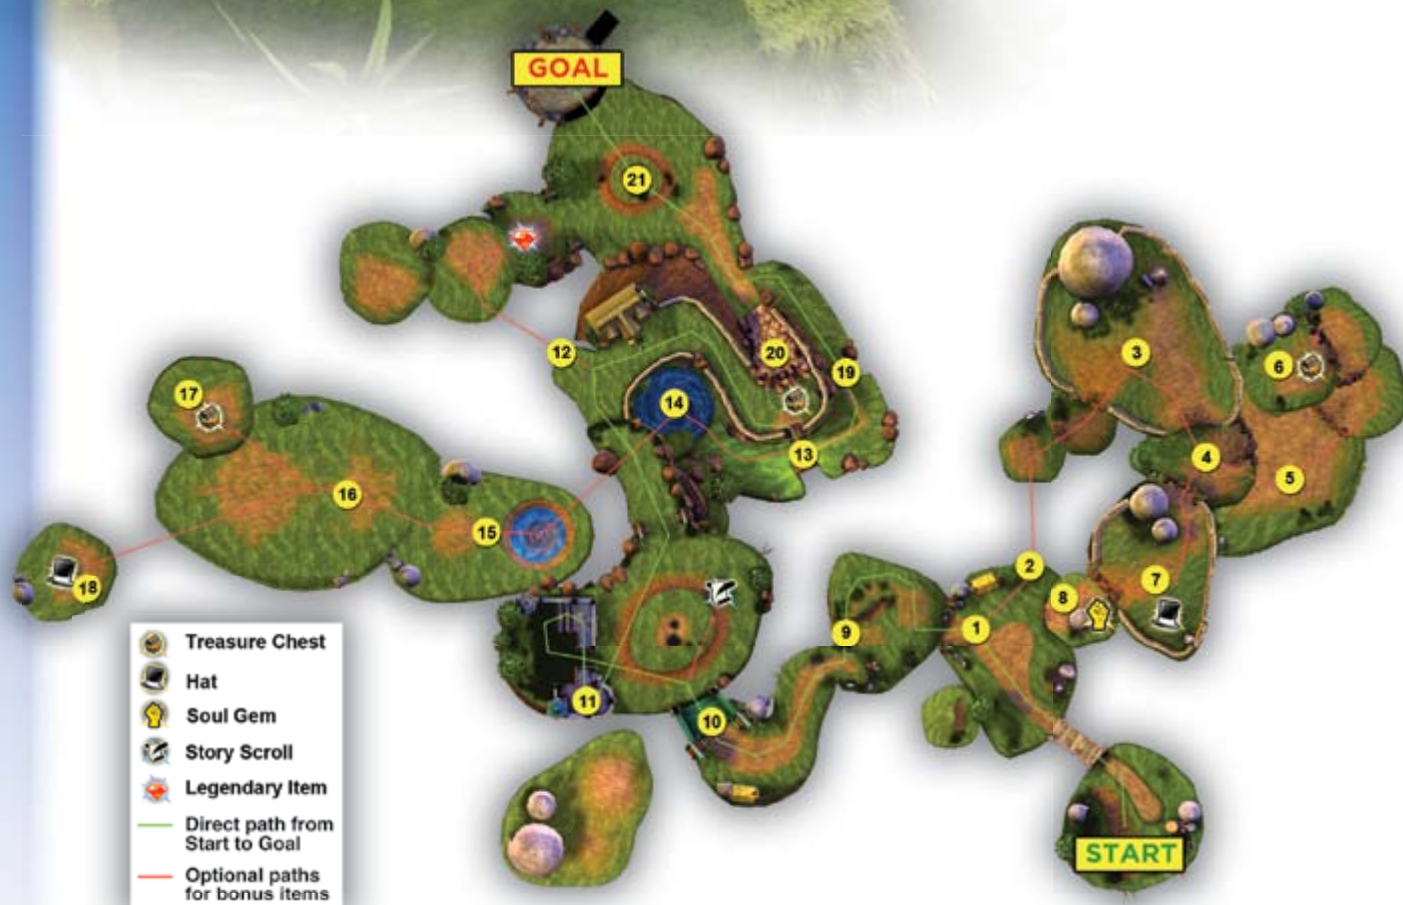 GOAL
21
12
20
19
3
6
17
14
13
4
5
16
15
2
18
7
8
9
1
11
10
START
Treasure Chest
Hat
Soul Gem
Story Scroll
Legendary Item
Direct path from
Start to Goal
Optional paths
for bonus items